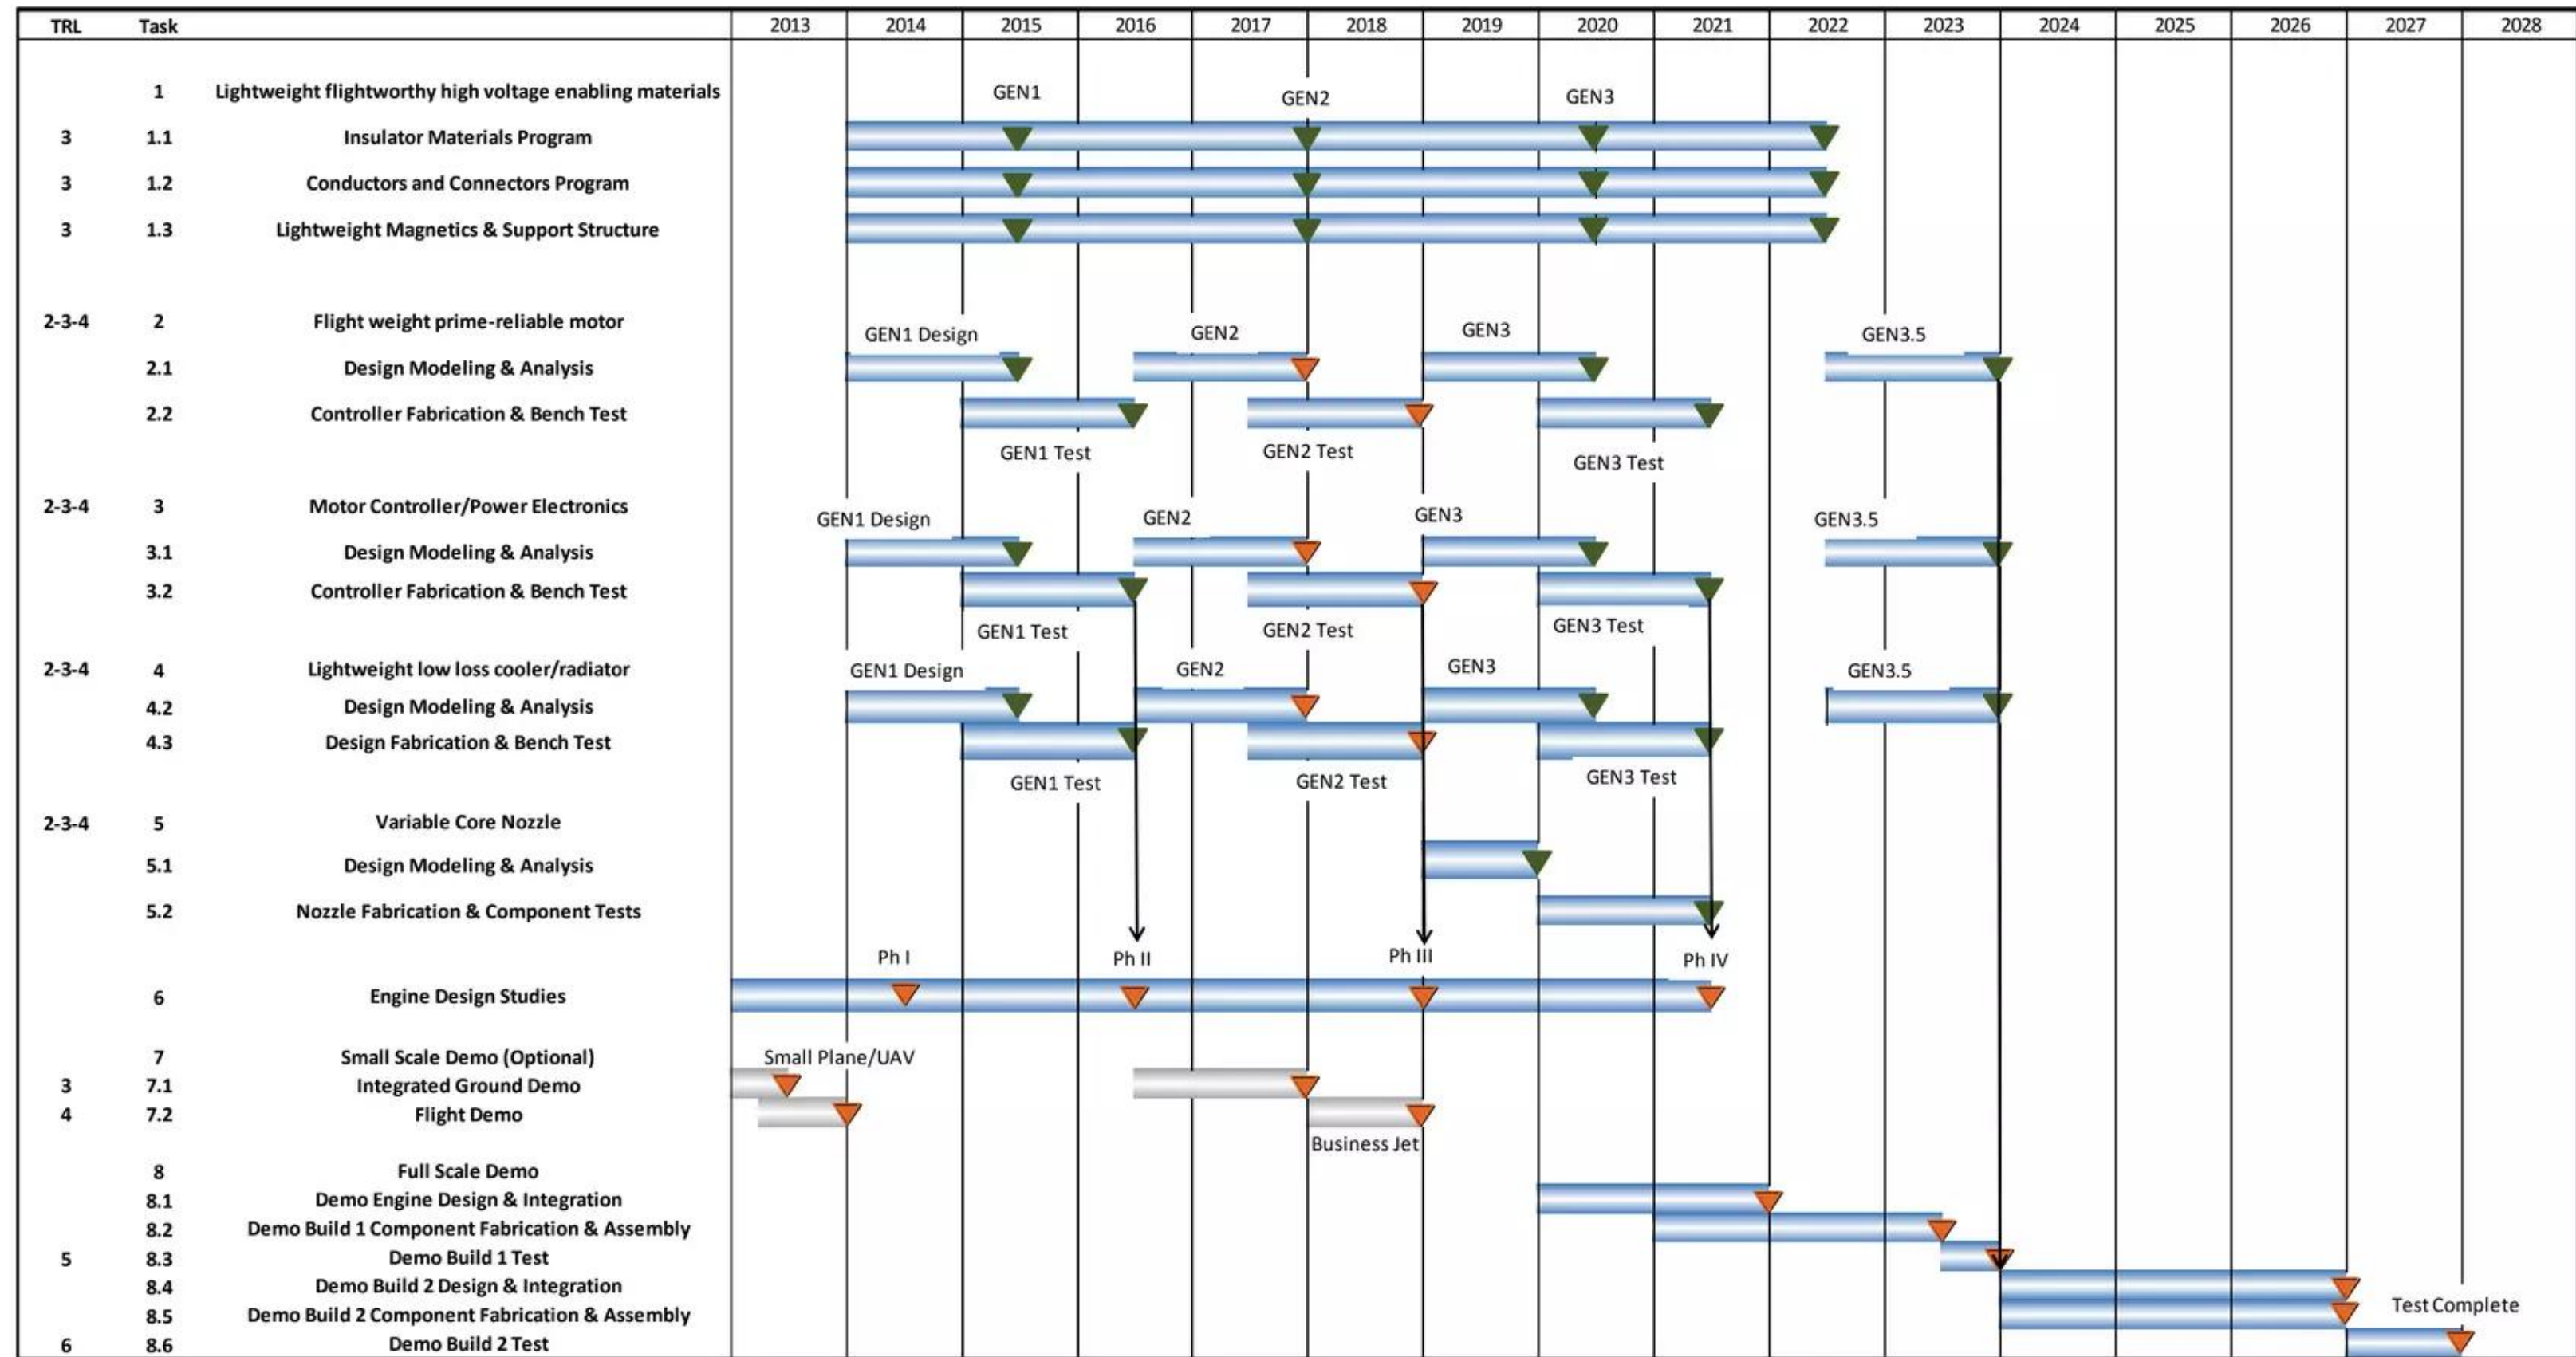 TRL Task 2013 2014 2015 2016 2017 2018 2019 2020 2021 2022 2023 2024 2025 2026 2027 2028
1 Lightweight flightworthy high voltage enabling materials GEN1 GEN2 GEN3
3 1.1 Insulator Materials Program
3 1.2 Conductors and Connectors Program
3 1.3 Lightweight Magnetics & Support Structure
2-3-4 2 Flight weight prime-reliable motor GEN1 Design GEN2 GEN3 GEN3.5
2.1 Design Modeling & Analysis
2.2 Controller Fabrication & Bench Test
GEN1 Test GEN2 Test GEN3 Test
2-3-4 3 Motor Controller/Power Electronics GEN1 Design GEN2 GEN3 GEN3.5
3.1 Design Modeling & Analysis
3.2 Controller Fabrication & Bench Test
GEN1 Test GEN2 Test GEN3 Test
2-3-4 4 Lightweight low loss cooler/radiator GEN1 Design GEN2 GEN3 GEN3.5
4.2 Design Modeling & Analysis
4.3 Design Fabrication & Bench Test
GEN1 Test GEN2 Test GEN3 Test
2-3-4 5 Variable Core Nozzle
5.1 Design Modeling & Analysis
5.2 Nozzle Fabrication & Component Tests
Ph I Ph II Ph III Ph IV
6 Engine Design Studies
7 Small Scale Demo (Optional) Small Plane/UAV
3 7.1 Integrated Ground Demo
4 7.2 Flight Demo
Business Jet
8 Full Scale Demo
8.1 Demo Engine Design & Integration
8.2 Demo Build 1 Component Fabrication & Assembly
5 8.3 Demo Build 1 Test
8.4 Demo Build 2 Design & Integration
8.5 Demo Build 2 Component Fabrication & Assembly Test Complete
6 8.6 Demo Build 2 Test